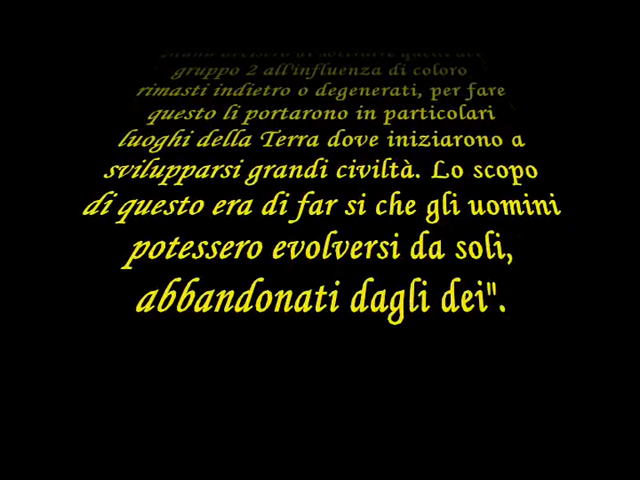 gruppo 2 all'influenza di coloro
rimasti indietro o degenerati, per fare
questo li portarono in particolari
luoghi della Terra dove iniziarono a
svilupparsi grandi civiltà. Lo scopo
di questo era di far si che gli uomini
potessero evolversi da soli,
abbandonati dagli dei".